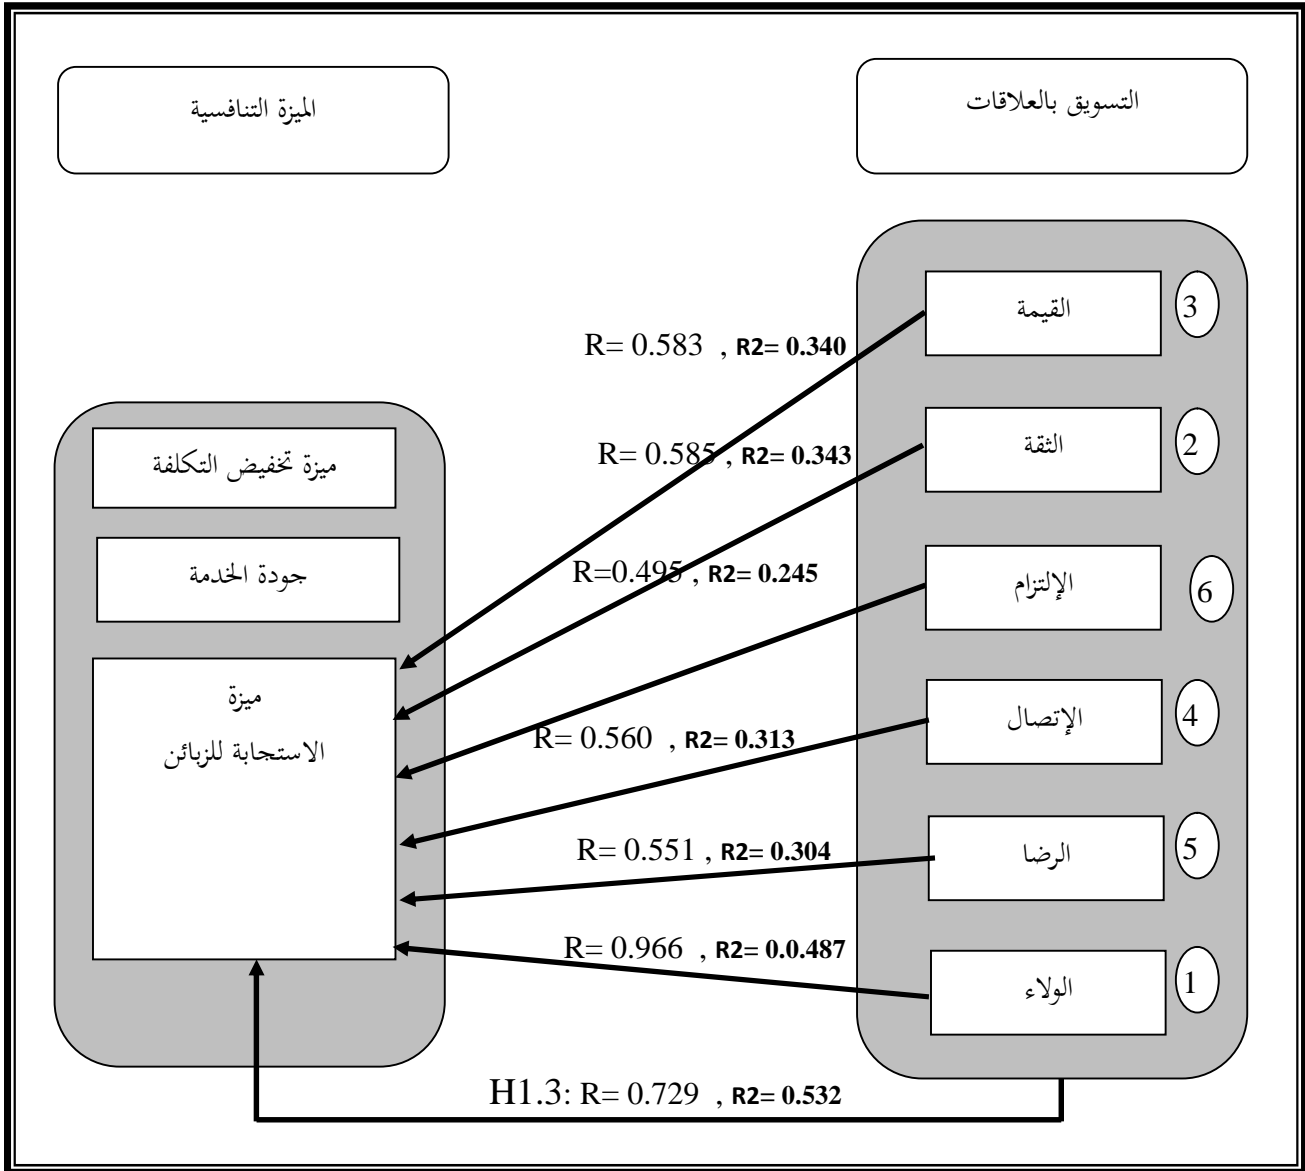 التسويق بالعلاقات
الميزة التنافسية
القيمة
3
R= 0.583 , R2= 0.340
الثقة
2
R= 0.585 , R2= 0.343
ميزة تخفيض التكلفة
الإلتزام
6
R=0.495 , R2= 0.245
جودة الخدمة
الإتصال
4
R= 0.560 , R2= 0.313
ميزة
الاستجابة للزبائن
الرضا
5
R= 0.551 , R2= 0.304
الولاء
1
R= 0.966 , R2= 0.0.487
H1.3: R= 0.729 , R2= 0.532